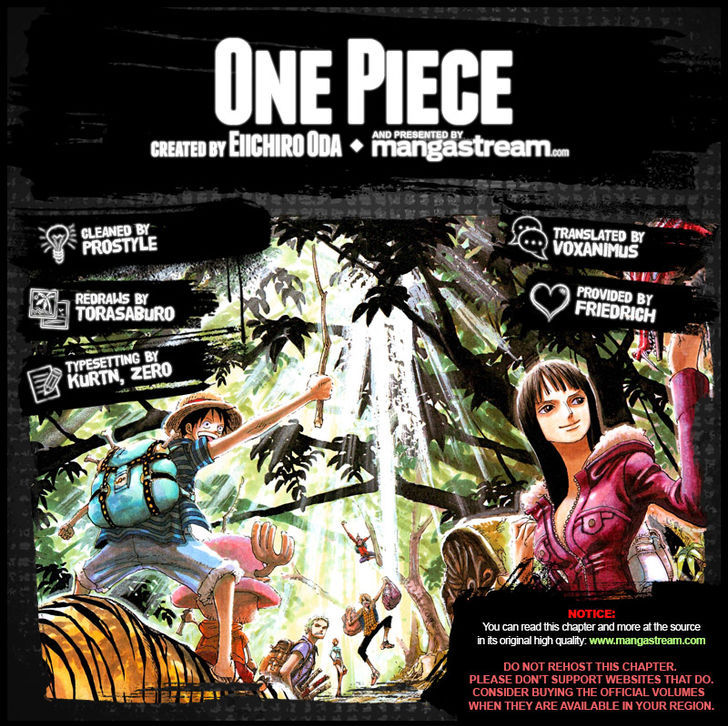 ONE PIECE
CREATED BY EIICHIRO ODA ◆ AND PRESENTED BY mangastream.com
CLEANED BY
PROSTYLE
REDRAWS BY
TORASABURO
TYPESETTING BY
KURTN, ZERO
TRANSLATED BY
VOXANIMUS
PROVIDED BY
FRIEDRICH
NOTICE:
You can read this chapter and more at the source
in its original high quality: www.mangastream.com
DO NOT REHOST THIS CHAPTER.
PLEASE DON'T SUPPORT WEBSITES THAT DO.
CONSIDER BUYING THE OFFICIAL VOLUMES
WHEN THEY ARE AVAILABLE IN YOUR REGION.